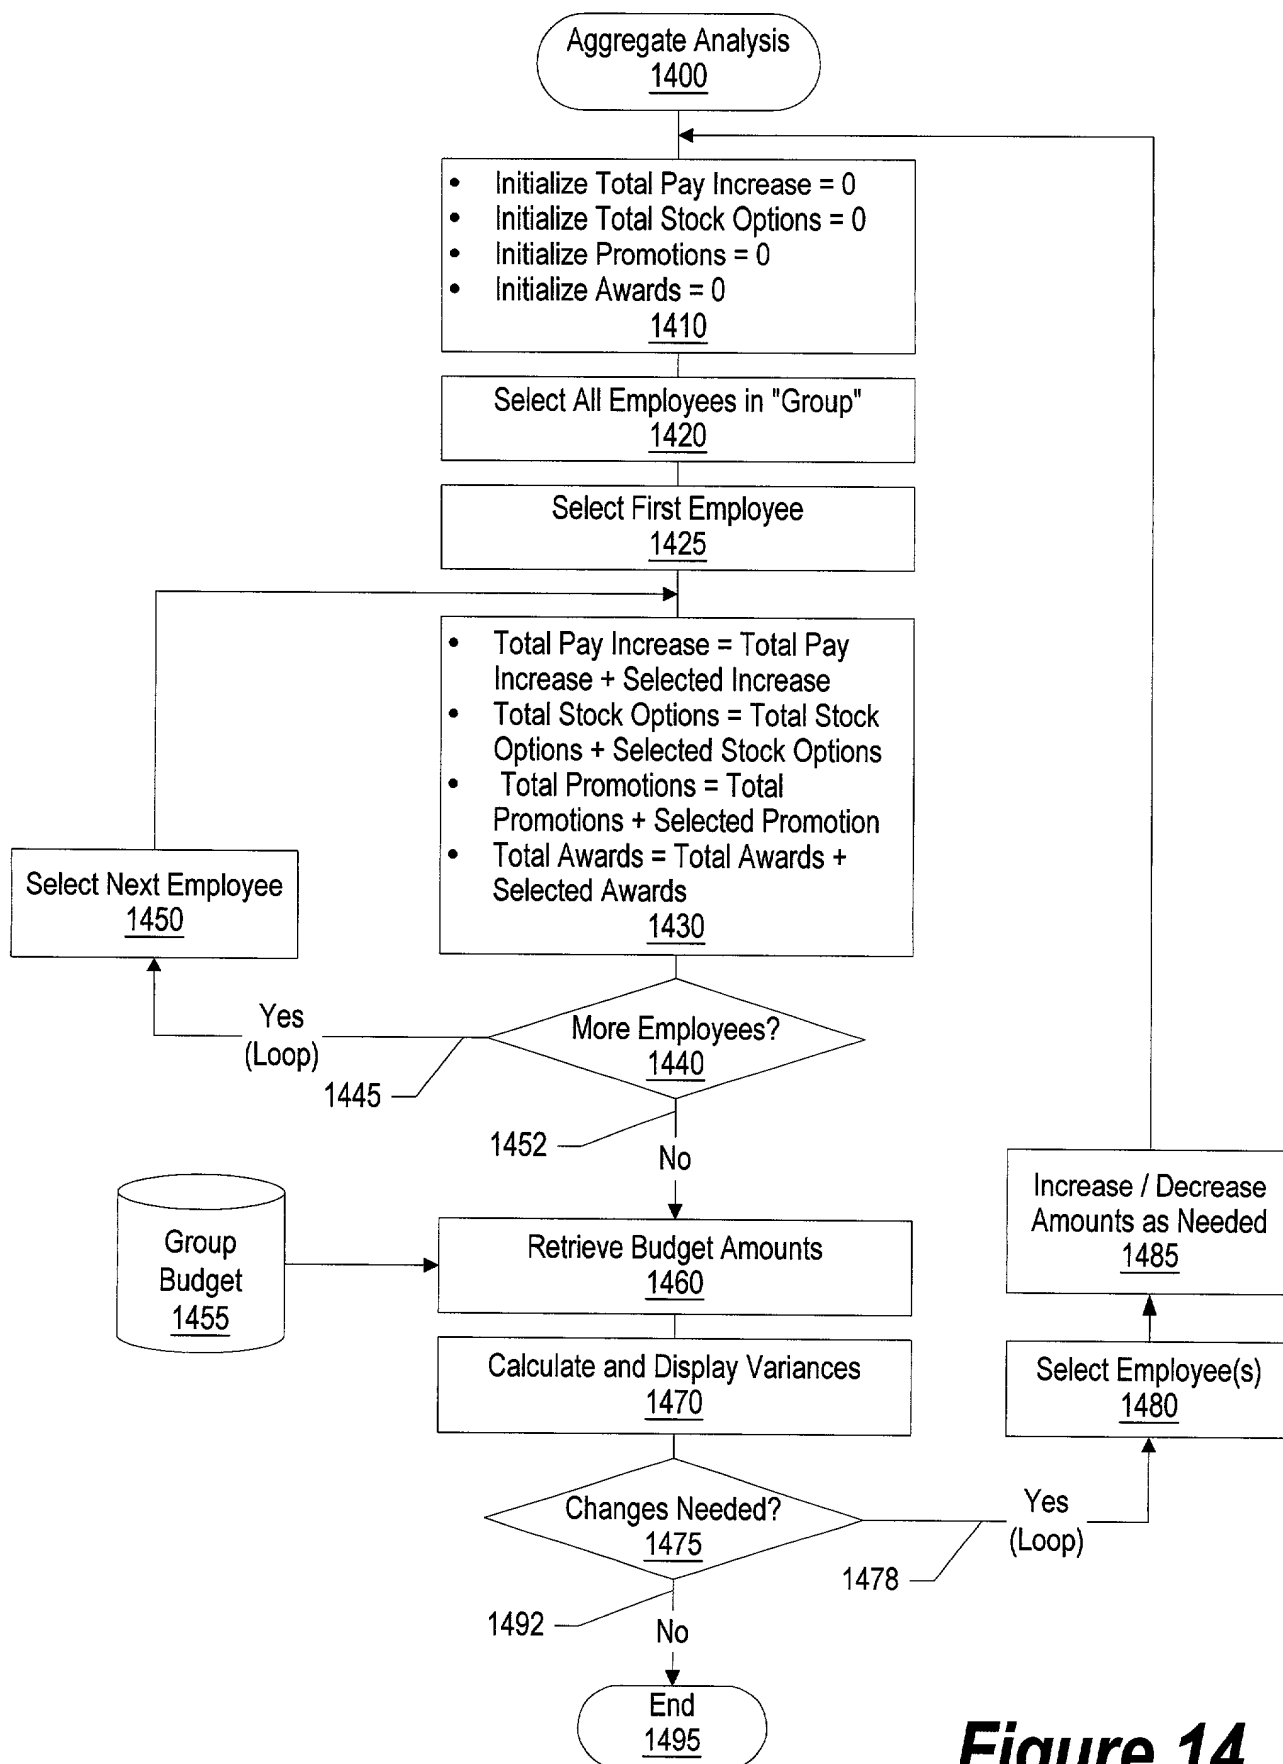 Aggregate Analysis
1400
• Initialize Total Pay Increase = 0
• Initialize Total Stock Options = 0
• Initialize Promotions = 0
• Initialize Awards = 0
1410
Select All Employees in "Group"
1420
Select First Employee
1425
• Total Pay Increase = Total Pay
Increase + Selected Increase
• Total Stock Options = Total Stock
Options + Selected Stock Options
• Total Promotions = Total
Promotions + Selected Promotion
• Total Awards = Total Awards +
Selected Awards
1430
Select Next Employee
1450
Yes
(Loop)
1445
More Employees?
1440
1452
No
Group
Budget
1455
Retrieve Budget Amounts
1460
Calculate and Display Variances
1470
Increase / Decrease
Amounts as Needed
1485
Select Employee(s)
1480
Changes Needed?
1475
Yes
(Loop)
1478
1492
No
End
1495
Figure 14